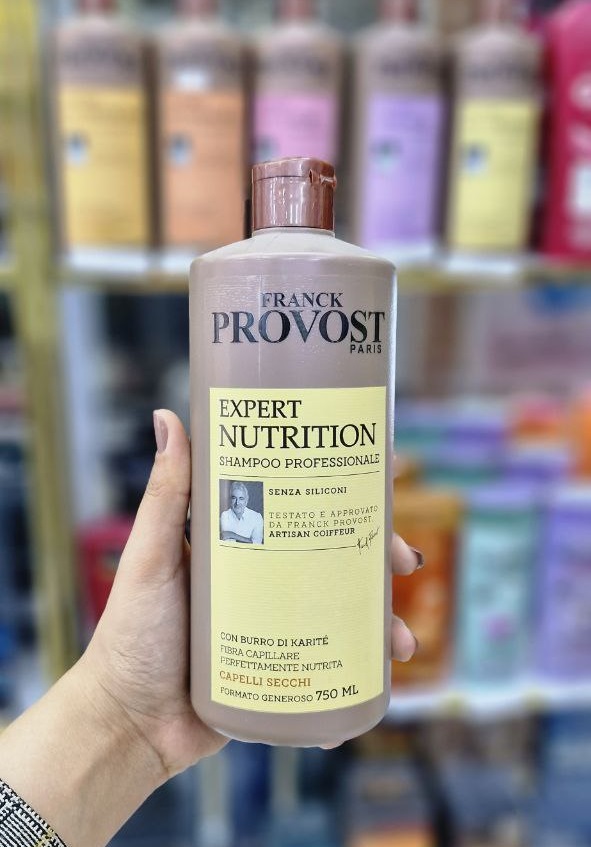 FRANCK
PROVOST
PARIS
EXPERT
NUTRITION
SHAMPOO PROFESSIONALE
SENZA SILICONI
TESTATO E APPROVATO
DA FRANCK PROVOST,
ARTISAN COIFFEUR
CON BURRO DI KARITÉ
FIBRA CAPILLARE
PERFETTAMENTE NUTRITA
CAPELLI SECCHI
FORMATO GENEROSO 750 ML